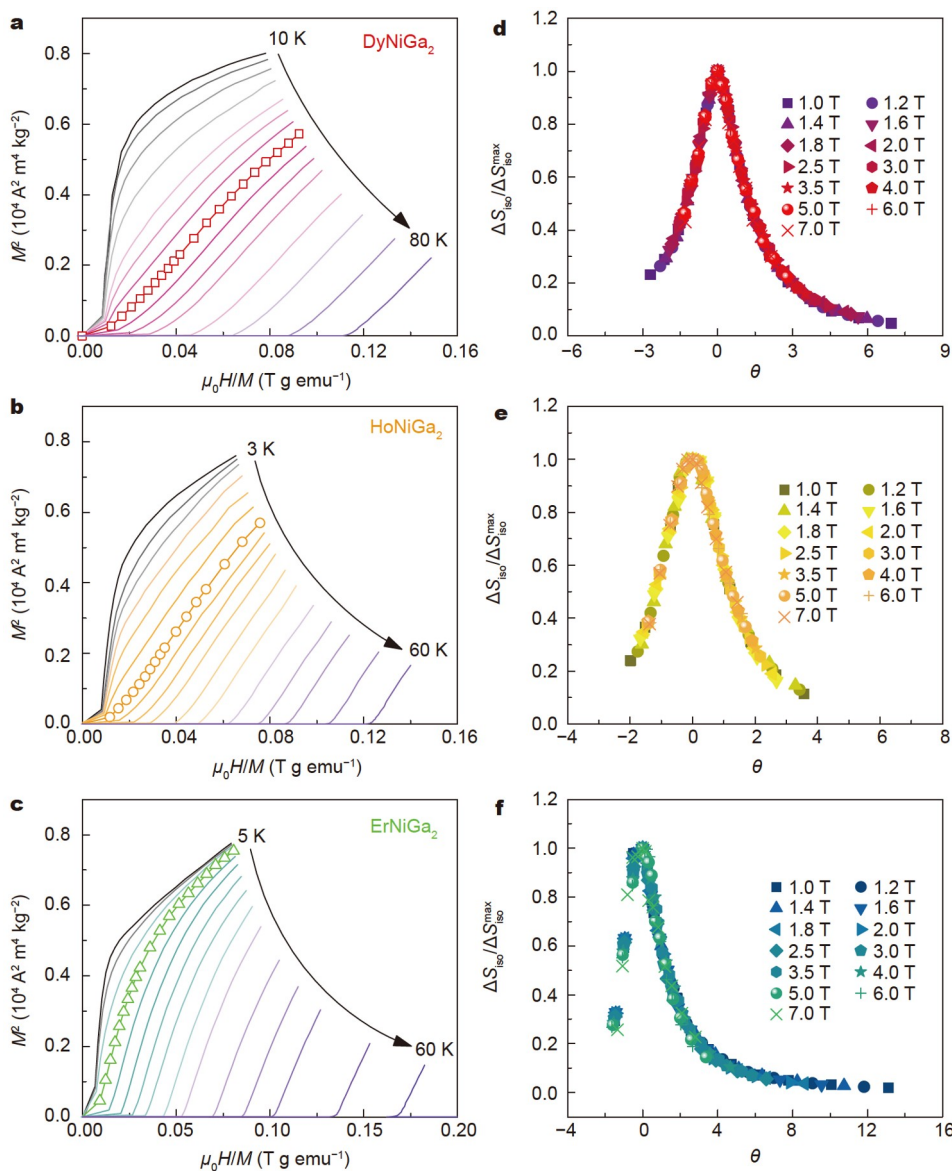 a
10 K
DyNiGa₂
M² (10⁴ A² m⁴ kg⁻²)
0.8
0.6
0.4
0.2
0.0
80 K
0.00 0.04 0.08 0.12 0.16
μ₀H/M (T g emu⁻¹)
d
ΔS_iso/ΔS_iso^max
1.2
1.0
0.8
0.6
0.4
0.2
0.0
1.0 T 1.2 T
1.4 T 1.6 T
1.8 T 2.0 T
2.5 T 3.0 T
3.5 T 4.0 T
5.0 T 6.0 T
7.0 T
−6 −3 0 3 6 9
θ
b
3 K
HoNiGa₂
M² (10⁴ A² m⁴ kg⁻²)
0.8
0.6
0.4
0.2
0.0
60 K
0.00 0.04 0.08 0.12 0.16
μ₀H/M (T g emu⁻¹)
e
ΔS_iso/ΔS_iso^max
1.2
1.0
0.8
0.6
0.4
0.2
0.0
1.0 T 1.2 T
1.4 T 1.6 T
1.8 T 2.0 T
2.5 T 3.0 T
3.5 T 4.0 T
5.0 T 6.0 T
7.0 T
−4 −2 0 2 4 6 8
θ
c
5 K
ErNiGa₂
M² (10⁴ A² m⁴ kg⁻²)
0.8
0.6
0.4
0.2
0.0
60 K
0.00 0.05 0.10 0.15 0.20
μ₀H/M (T g emu⁻¹)
f
ΔS_iso/ΔS_iso^max
1.2
1.0
0.8
0.6
0.4
0.2
0.0
1.0 T 1.2 T
1.4 T 1.6 T
1.8 T 2.0 T
2.5 T 3.0 T
3.5 T 4.0 T
5.0 T 6.0 T
7.0 T
−4 0 4 8 12 16
θ